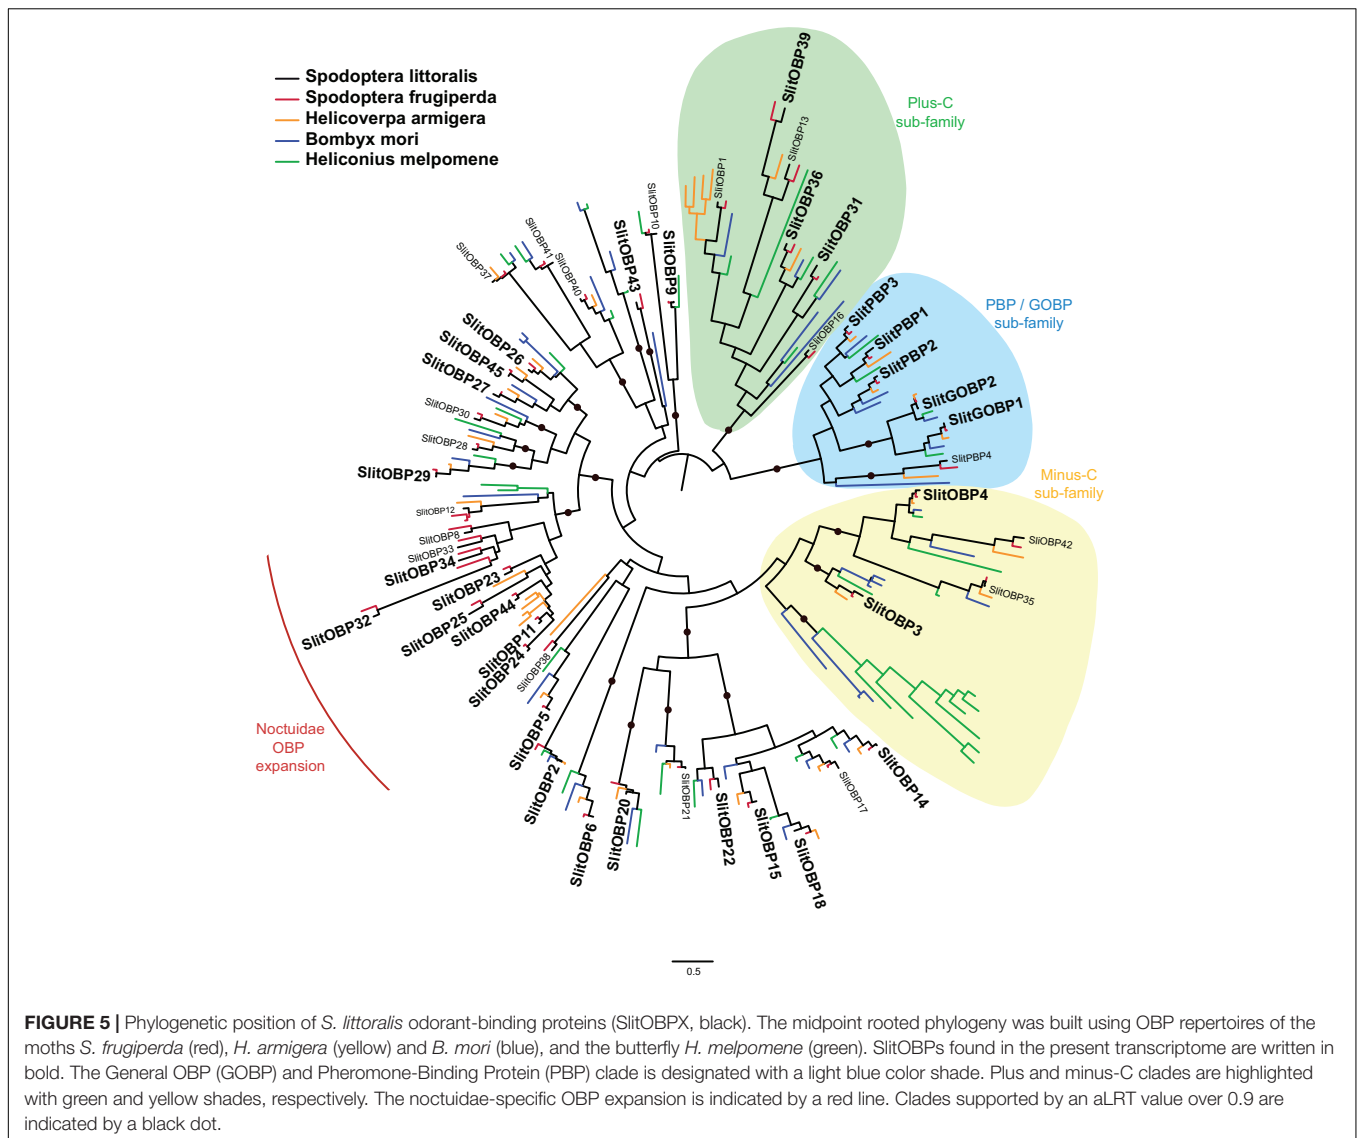 Spodoptera littoralis
Spodoptera frugiperda
Helicoverpa armigera
Bombyx mori
Heliconius melpomene
Plus-C
sub-family
PBP / GOBP
sub-family
Minus-C
sub-family
Noctuidae
OBP
expansion
SlitOBP39
SlitOBP13
SlitOBP1
SlitOBP36
SlitOBP31
SlitOBP16
SlitPBP3
SlitPBP1
SlitPBP2
SlitGOBP2
SlitGOBP1
SlitPBP4
SlitOBP4
SliOBP42
SlitOBP35
SlitOBP3
SlitOBP14
SlitOBP17
SlitOBP18
SlitOBP15
SlitOBP22
SlitOBP21
SlitOBP20
SlitOBP6
SlitOBP2
SlitOBP5
SlitOBP38
SlitOBP24
SlitOBP11
SlitOBP44
SlitOBP25
SlitOBP23
SlitOBP32
SlitOBP34
SlitOBP33
SlitOBP8
SlitOBP12
SlitOBP29
SlitOBP28
SlitOBP30
SlitOBP27
SlitOBP45
SlitOBP26
SlitOBP37
SlitOBP41
SlitOBP40
SlitOBP43
SlitOBP10
SlitOBP9
0.5
FIGURE 5 | Phylogenetic position of S. littoralis odorant-binding proteins (SlitOBPX, black). The midpoint rooted phylogeny was built using OBP repertoires of the
moths S. frugiperda (red), H. armigera (yellow) and B. mori (blue), and the butterfly H. melpomene (green). SlitOBPs found in the present transcriptome are written in
bold. The General OBP (GOBP) and Pheromone-Binding Protein (PBP) clade is designated with a light blue color shade. Plus and minus-C clades are highlighted
with green and yellow shades, respectively. The noctuidae-specific OBP expansion is indicated by a red line. Clades supported by an aLRT value over 0.9 are
indicated by a black dot.